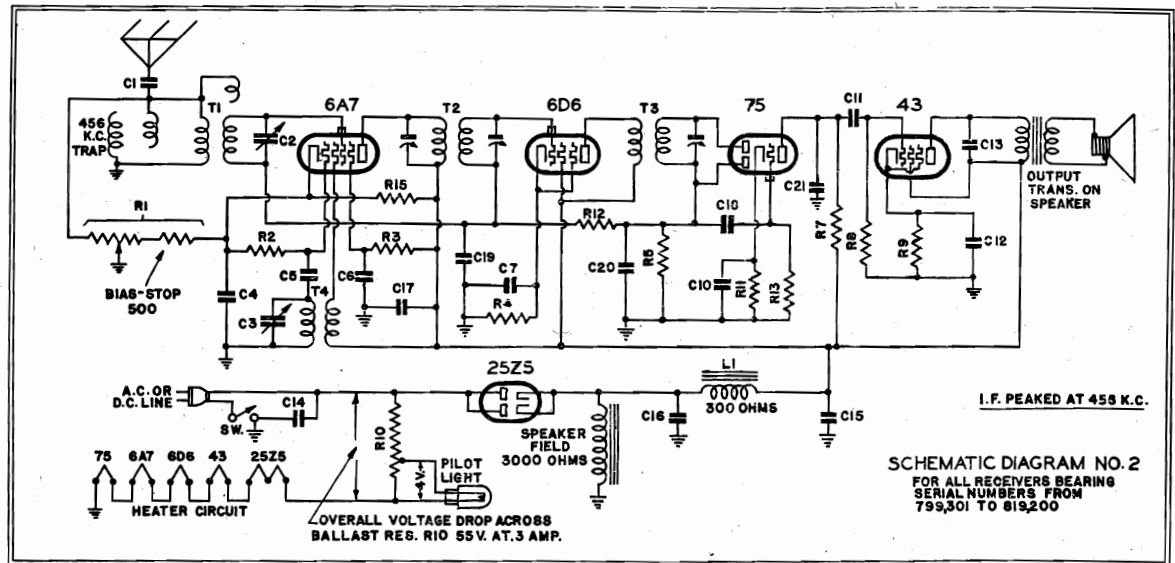 6A7
T2
6D6
T3
75
C11
43
C1
T1
456
K.C.
TRAP
C2
C13
OUTPUT
TRANS. ON
SPEAKER
C21
R15
R1
R12
C18
R2
R3
C19
C7
R4
C20
R5
C10
R11
R13
R7
R8
R9
C12
BIAS-STOP
500
C4
C5
T4
C3
C6
C17
25Z5
L1
300 OHMS
A.C. OR
D.C. LINE
SW.
C14
R10
SPEAKER
FIELD
3000 OHMS
C16
C15
I.F. PEAKED AT 455 K.C.
75 6A7 6D6 43 25Z5
HEATER CIRCUIT
4V.
PILOT
LIGHT
OVERALL VOLTAGE DROP ACROSS
BALLAST RES. R10 55V. AT .3 AMP.
SCHEMATIC DIAGRAM NO. 2
FOR ALL RECEIVERS BEARING
SERIAL NUMBERS FROM
799,301 TO 819,200